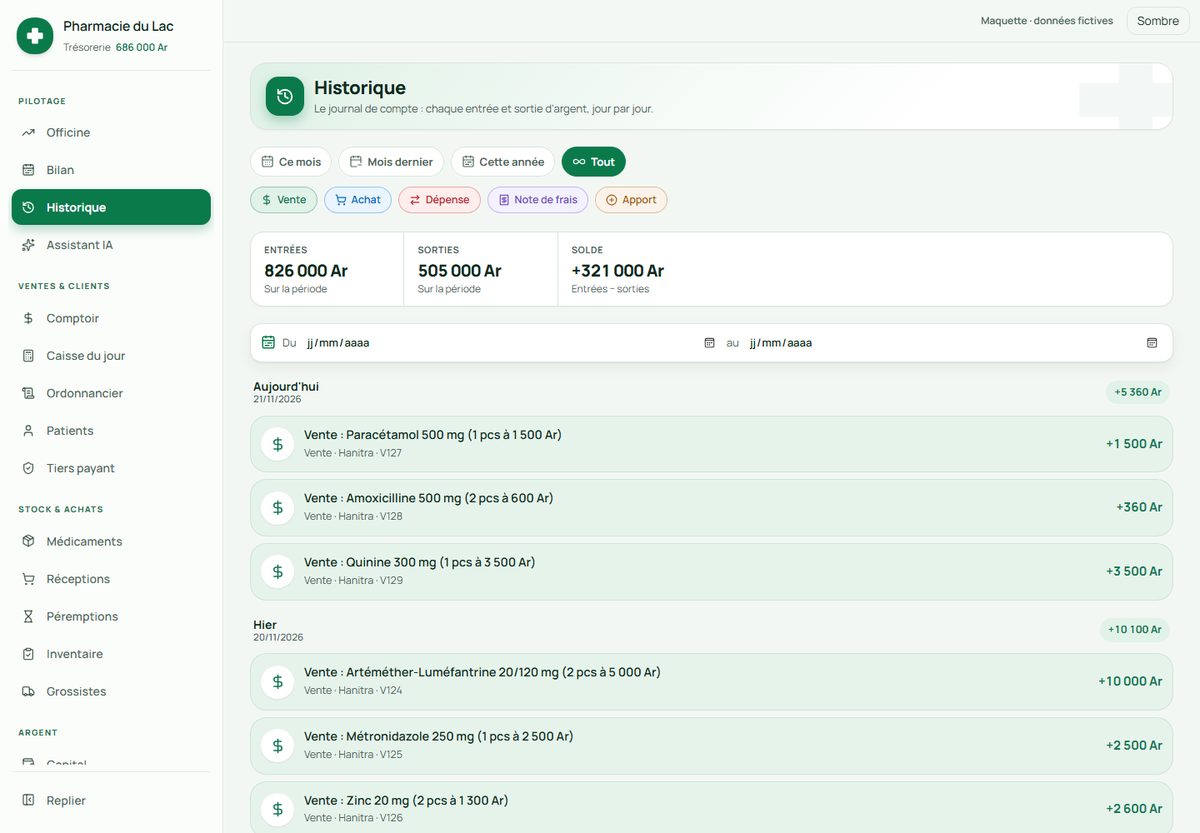 Pharmacie du Lac
Trésorerie 686 000 Ar
PILOTAGE
Officine
Bilan
Historique
Assistant IA
VENTES & CLIENTS
Comptoir
Caisse du jour
Ordonnancier
Patients
Tiers payant
STOCK & ACHATS
Médicaments
Réceptions
Péremptions
Inventaire
Grossistes
ARGENT
Capital
Replier
Maquette · données fictives
Sombre
Historique
Le journal de compte : chaque entrée et sortie d'argent, jour par jour.
Ce mois
Mois dernier
Cette année
Tout
Vente
Achat
Dépense
Note de frais
Apport
ENTRÉES
826 000 Ar
Sur la période
SORTIES
505 000 Ar
Sur la période
SOLDE
+321 000 Ar
Entrées − sorties
Du jj/mm/aaaa
au jj/mm/aaaa
Aujourd'hui
21/11/2026
+5 360 Ar
Vente : Paracétamol 500 mg (1 pcs à 1 500 Ar)
Vente · Hanitra · V127
+1 500 Ar
Vente : Amoxicilline 500 mg (2 pcs à 600 Ar)
Vente · Hanitra · V128
+360 Ar
Vente : Quinine 300 mg (1 pcs à 3 500 Ar)
Vente · Hanitra · V129
+3 500 Ar
Hier
20/11/2026
+10 100 Ar
Vente : Artéméther-Luméfantrine 20/120 mg (2 pcs à 5 000 Ar)
Vente · Hanitra · V124
+10 000 Ar
Vente : Métronidazole 250 mg (1 pcs à 2 500 Ar)
Vente · Hanitra · V125
+2 500 Ar
Vente : Zinc 20 mg (2 pcs à 1 300 Ar)
Vente · Hanitra · V126
+2 600 Ar